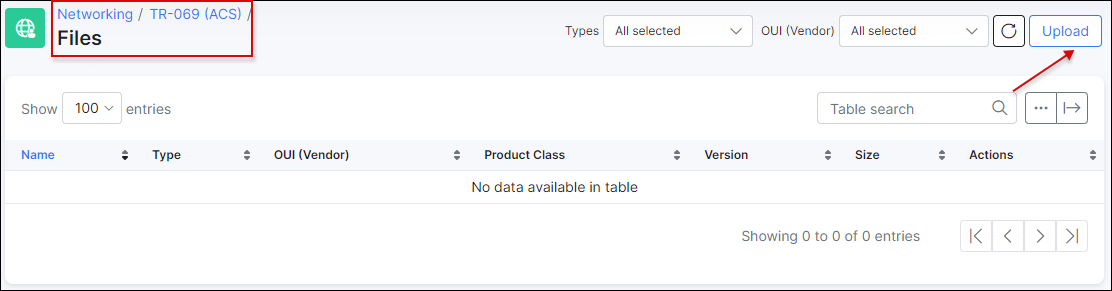 Networking / TR-069 (ACS) /
Files
Types All selected OUI (Vendor) All selected Upload
Show 100 entries Table search
Name Type OUI (Vendor) Product Class Version Size Actions
No data available in table
Showing 0 to 0 of 0 entries